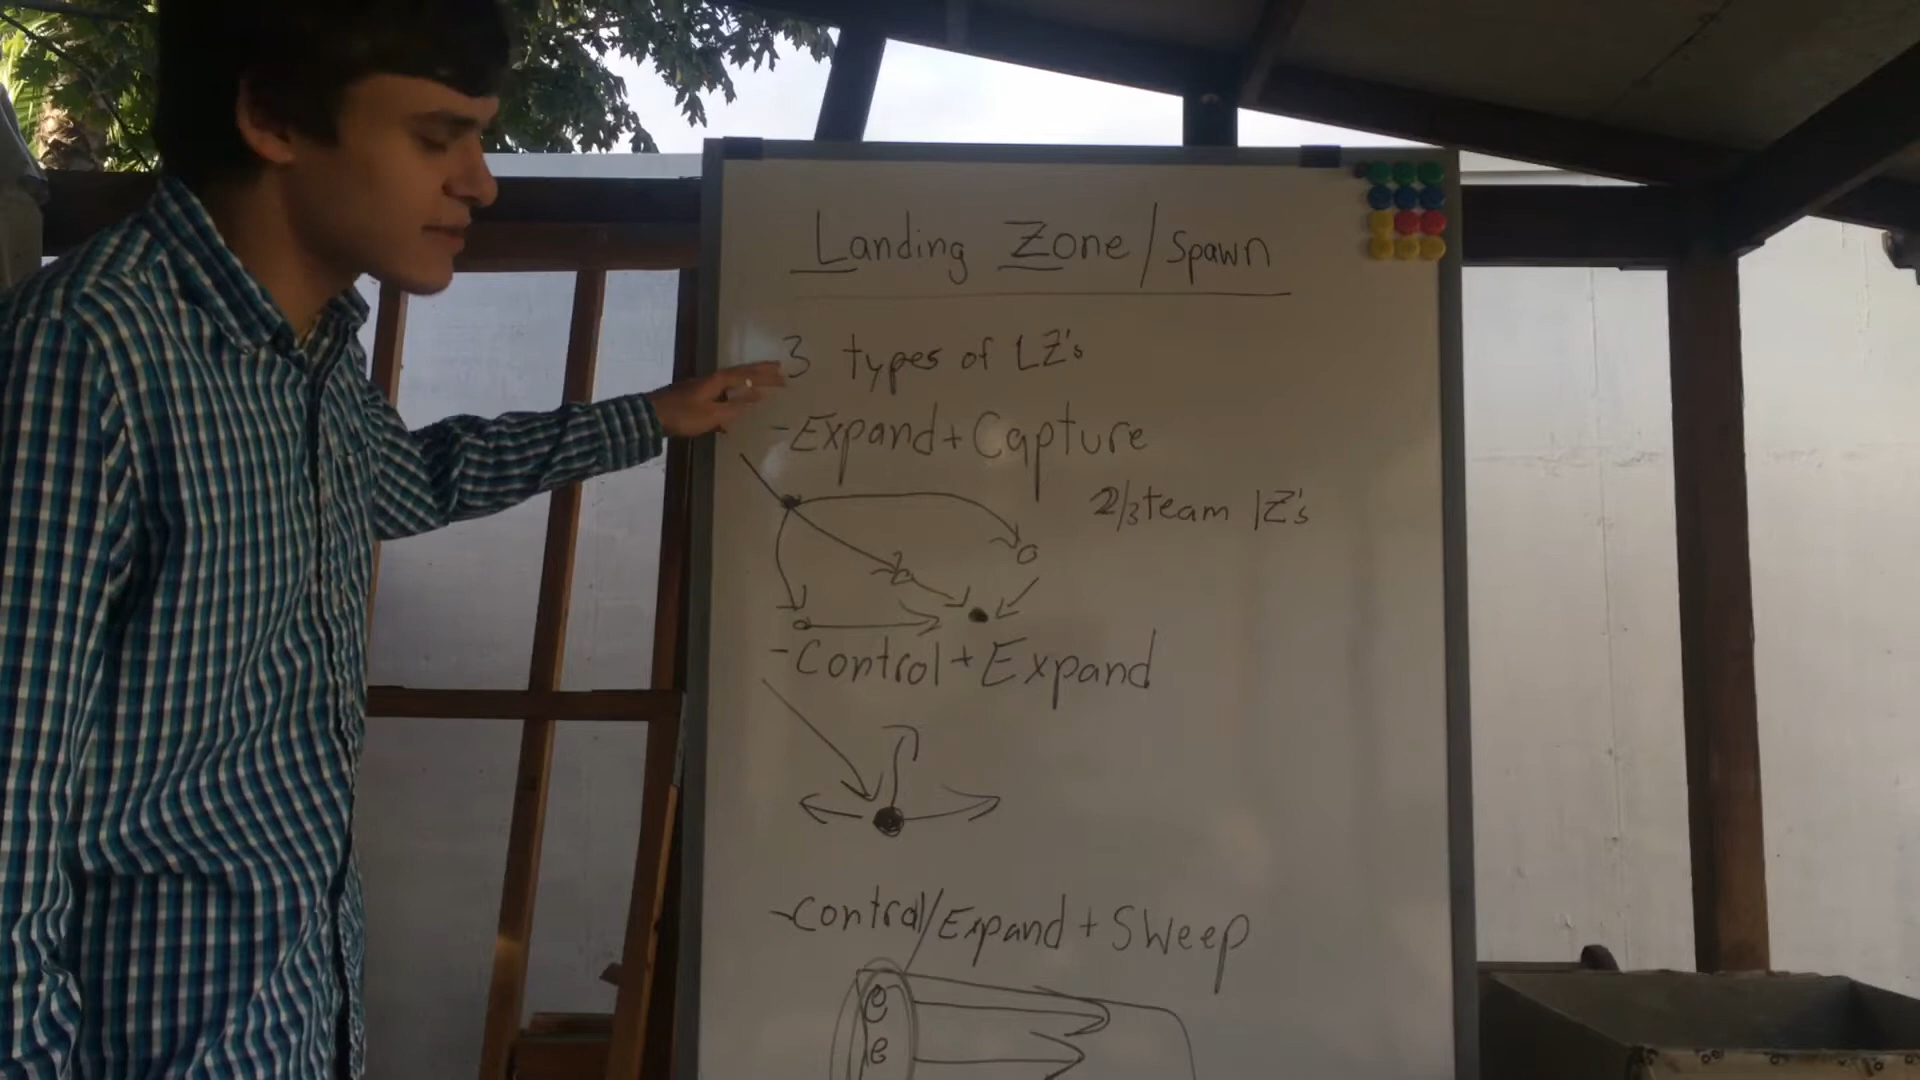 Landing Zone/Spawn
3 types of LZ's
-Expand+Capture
2/3 team LZ's
-Control+Expand
-Control/Expand+Sweep
e
e